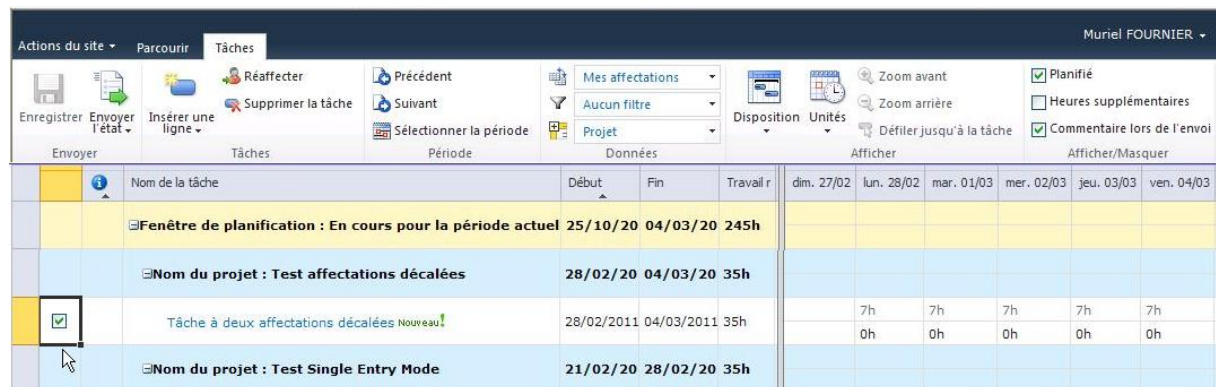 Muriel FOURNIER
Actions du site Parcourir Tâches
Enregistrer
Envoyer l'état
Envoyer
Insérer une ligne
Réaffecter
Supprimer la tâche
Tâches
Précédent
Suivant
Sélectionner la période
Période
Mes affectations
Aucun filtre
Projet
Données
Disposition
Unités
Zoom avant
Zoom arrière
Défiler jusqu'à la tâche
Afficher
Planifié
Heures supplémentaires
Commentaire lors de l'envoi
Afficher/Masquer
Nom de la tâche Début Fin Travail r dim. 27/02 lun. 28/02 mar. 01/03 mer. 02/03 jeu. 03/03 ven. 04/03
Fenêtre de planification : En cours pour la période actuel 25/10/20 04/03/20 245h
Nom du projet : Test affectations décalées 28/02/20 04/03/20 35h
Tâche à deux affectations décalées Nouveau! 28/02/2011 04/03/2011 35h
7h 7h 7h 7h 7h
0h 0h 0h 0h 0h
Nom du projet : Test Single Entry Mode 21/02/20 28/02/20 35h